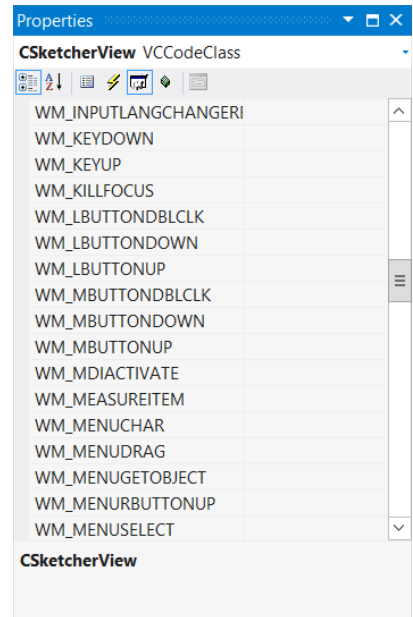 Properties
CSketcherView VCCodeClass
WM_INPUTLANGCHANGERI
WM_KEYDOWN
WM_KEYUP
WM_KILLFOCUS
WM_LBUTTONDBLCLK
WM_LBUTTONDOWN
WM_LBUTTONUP
WM_MBUTTONDBLCLK
WM_MBUTTONDOWN
WM_MBUTTONUP
WM_MDIACTIVATE
WM_MEASUREITEM
WM_MENUCHAR
WM_MENUDRAG
WM_MENUGETOBJECT
WM_MENURBUTTONUP
WM_MENUSELECT
CSketcherView